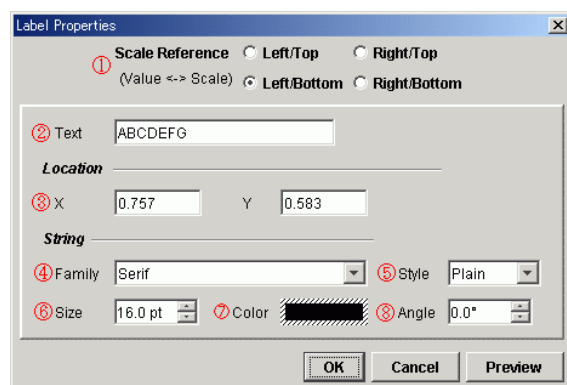 Label Properties
① Scale Reference Left/Top Right/Top
(Value <-> Scale) Left/Bottom Right/Bottom
② Text ABCDEFG
Location
③ X 0.757 Y 0.583
String
④ Family Serif ⑤ Style Plain
⑥ Size 16.0 pt ⑦ Color ⑧ Angle 0.0°
OK Cancel Preview